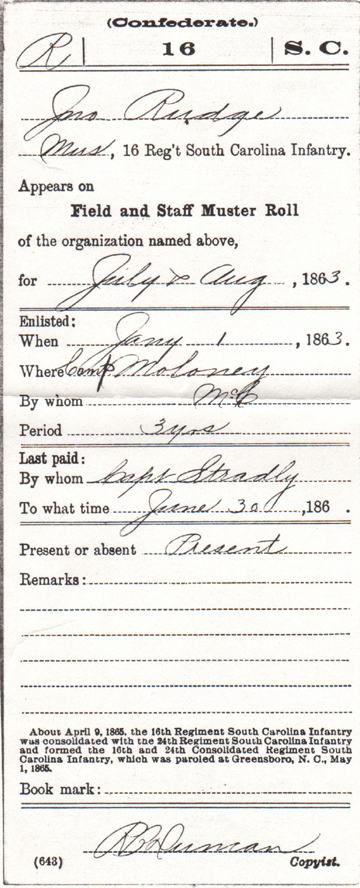 (Confederate.)
R | 16 | S. C.
Jno Rudge
Mus, 16 Reg't South Carolina Infantry.
Appears on
Field and Staff Muster Roll
of the organization named above,
for July & Aug, 1863.
Enlisted:
When Jany 1, 1863.
Where Camp Moloney
By whom
Period 3 yrs
Last paid:
By whom Capt Stradly
To what time June 30, 186 .
Present or absent Present
Remarks:
About April 9, 1865, the 16th Regiment South Carolina Infantry
was consolidated with the 24th Regiment South Carolina Infantry
and formed the 16th and 24th Consolidated Regiment South
Carolina Infantry, which was paroled at Greensboro, N. C., May
1, 1865.
Book mark:
Duman
(643) Copyist.